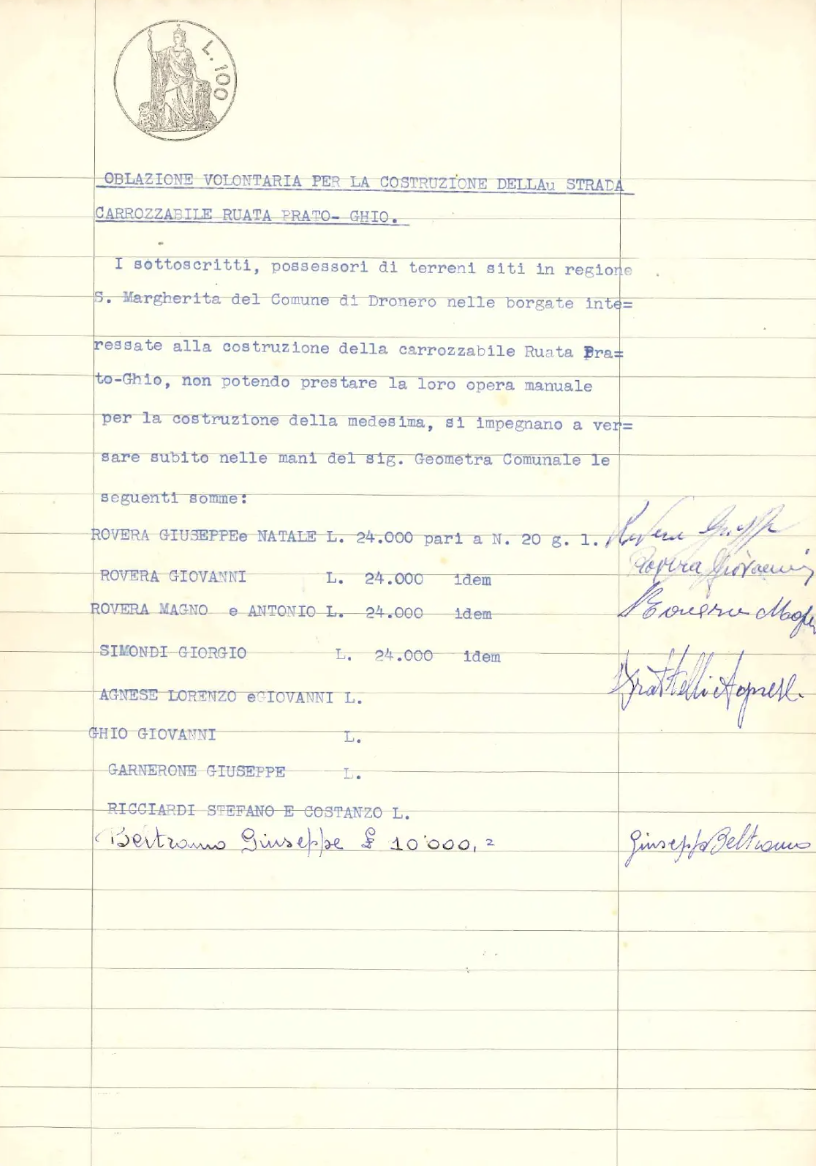 L. 100
OBLAZIONE VOLONTARIA PER LA COSTRUZIONE DELLAu STRADA
CARROZZABILE RUATA PRATO- GHIO.
I sottoscritti, possessori di terreni siti in regione
S. Margherita del Comune di Dronero nelle borgate inte=
ressate alla costruzione della carrozzabile Ruata Pra=
to-Ghio, non potendo prestare la loro opera manuale
per la costruzione della medesima, si impegnano a ver=
sare subito nelle mani del sig. Geometra Comunale le
seguenti somme:
ROVERA GIUSEPPEe NATALE L. 24.000 pari a N. 20 g. l. Rovera
ROVERA GIOVANNI L. 24.000 idem Rovera Giovanni
ROVERA MAGNO e ANTONIO L. 24.000 idem
SIMONDI GIORGIO L. 24.000 idem
AGNESE LORENZO eGIOVANNI L. Frattelli Agnese
GHIO GIOVANNI L.
GARNERONE GIUSEPPE L.
RICCIARDI STEFANO E COSTANZO L.
Beltramo Giuseppe £ 10'000,= Giuseppe Beltramo